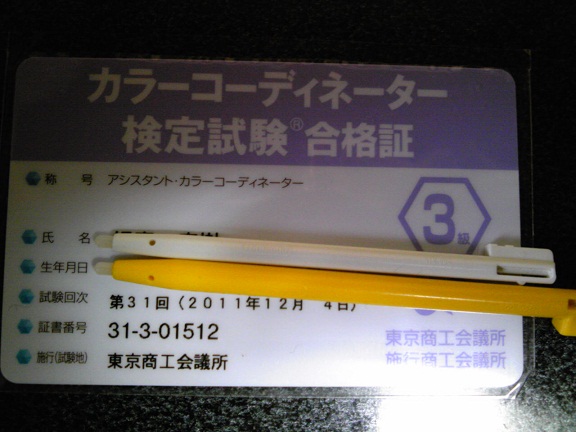 カラーコーディネーター
検定試験®合格証
称 号 アシスタント・カラーコーディネーター
3級
氏 名
生年月日
試験回次 第31回(2011年12月 4日)
証書番号 31-3-01512
東京商工会議所
施行(試験地) 東京商工会議所
施行商工会議所